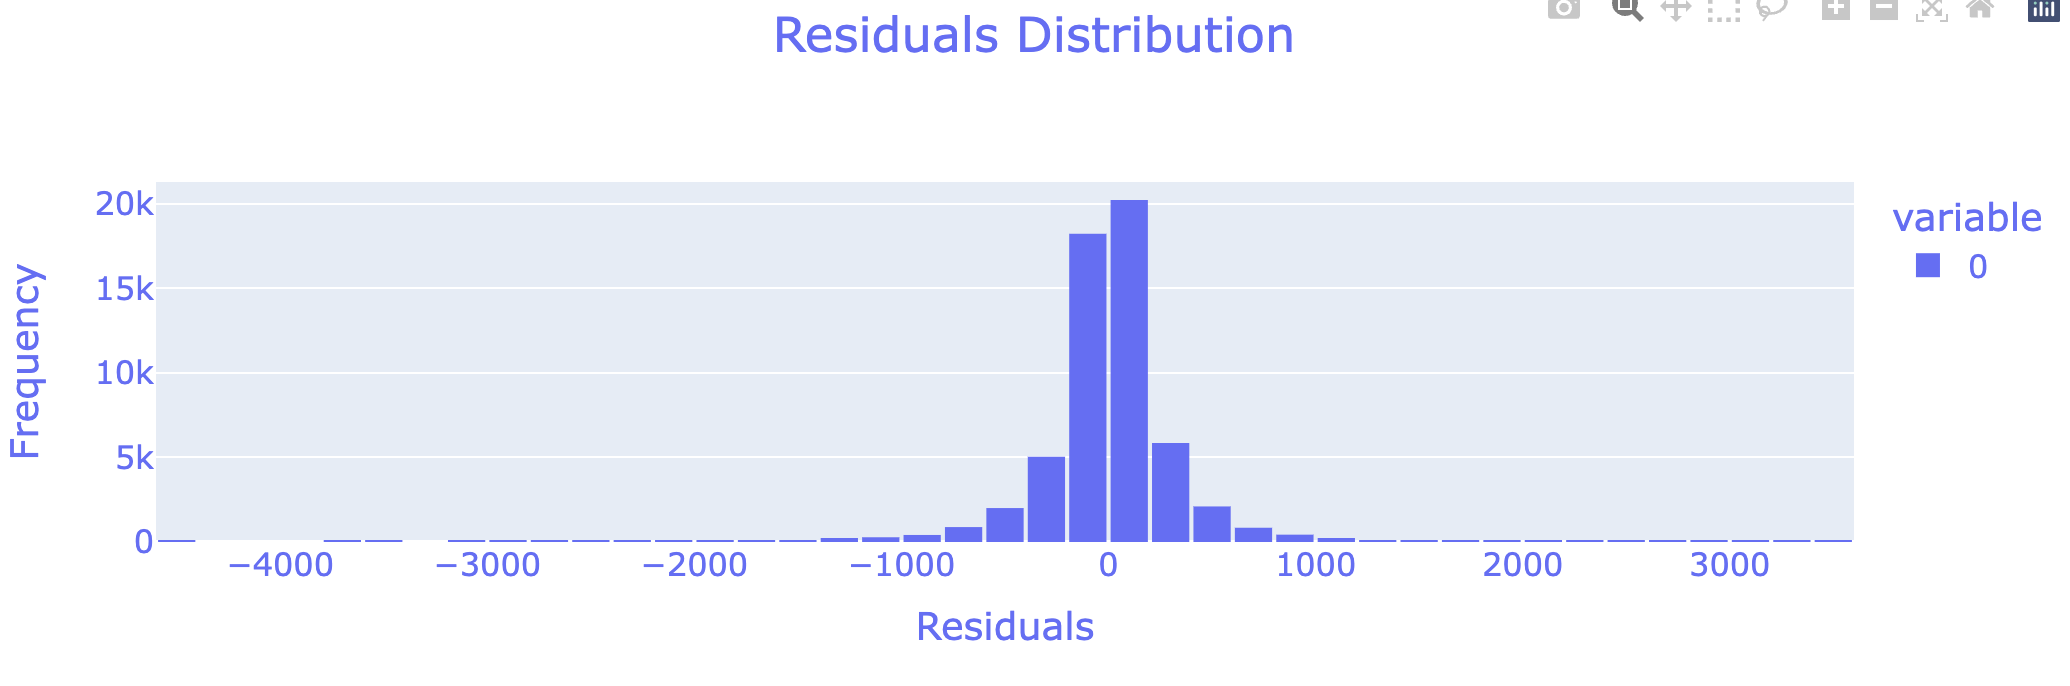 Residuals Distribution
20k
15k
10k
5k
0
Frequency
−4000 −3000 −2000 −1000 0 1000 2000 3000
Residuals
variable
0